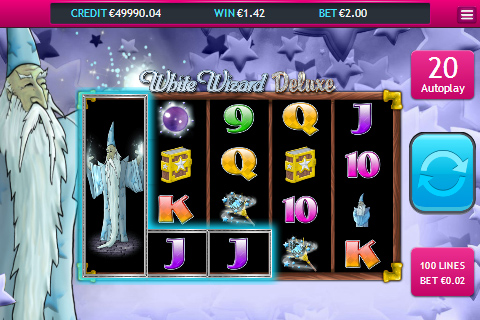 CREDIT €49990.04 WIN €1.42 BET €2.00
White Wizard Deluxe
20
Autoplay
9 Q J
Q 10
K 10
J J K
100 LINES
BET €0.02